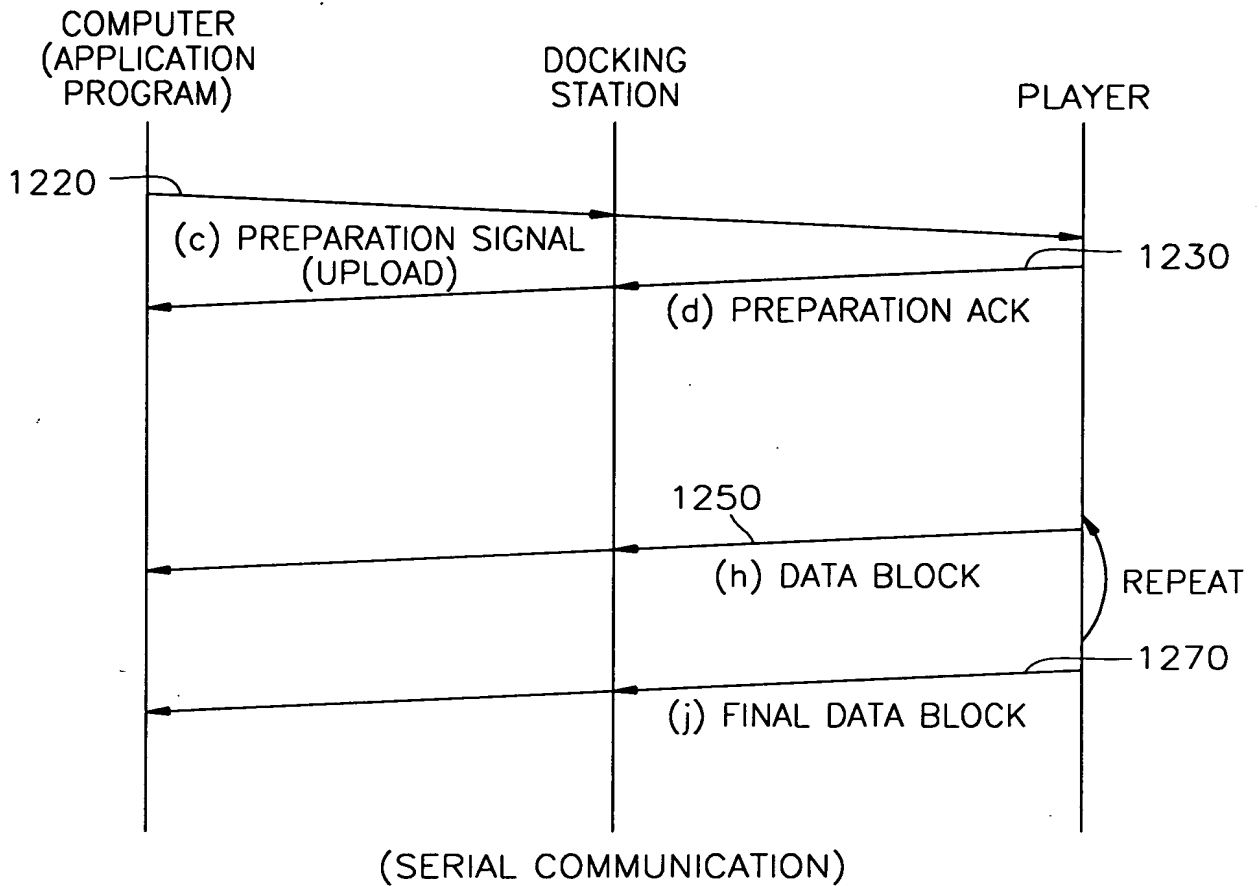 COMPUTER
(APPLICATION
PROGRAM)
DOCKING
STATION
PLAYER
1220
(c) PREPARATION SIGNAL
(UPLOAD)
1230
(d) PREPARATION ACK
1250
(h) DATA BLOCK
REPEAT
1270
(j) FINAL DATA BLOCK
(SERIAL COMMUNICATION)